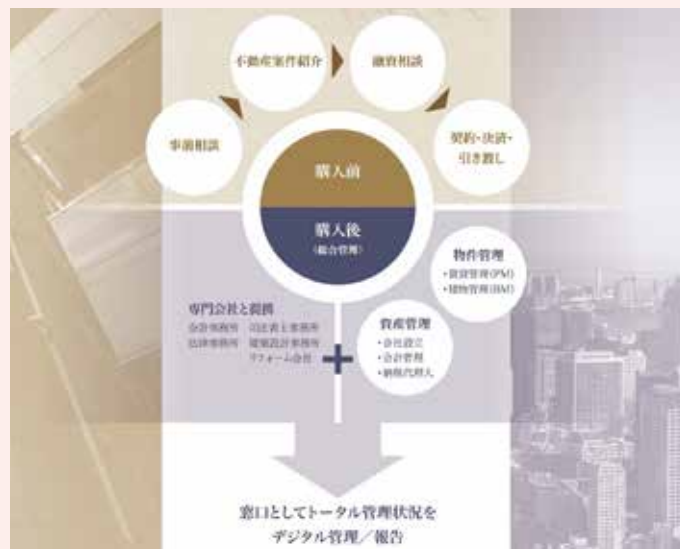 不動産案件紹介
融資相談
事前相談
契約・決済・
引き渡し
購入前
購入後
（総合管理）
物件管理
・賃貸管理(PM)
・建物管理(BM)
専門会社と提携
会計事務所　司法書士事務所
法律事務所　建築設計事務所
リフォーム会社
資産管理
・会社設立
・会計管理
・納税代理人
窓口としてトータル管理状況を
デジタル管理／報告